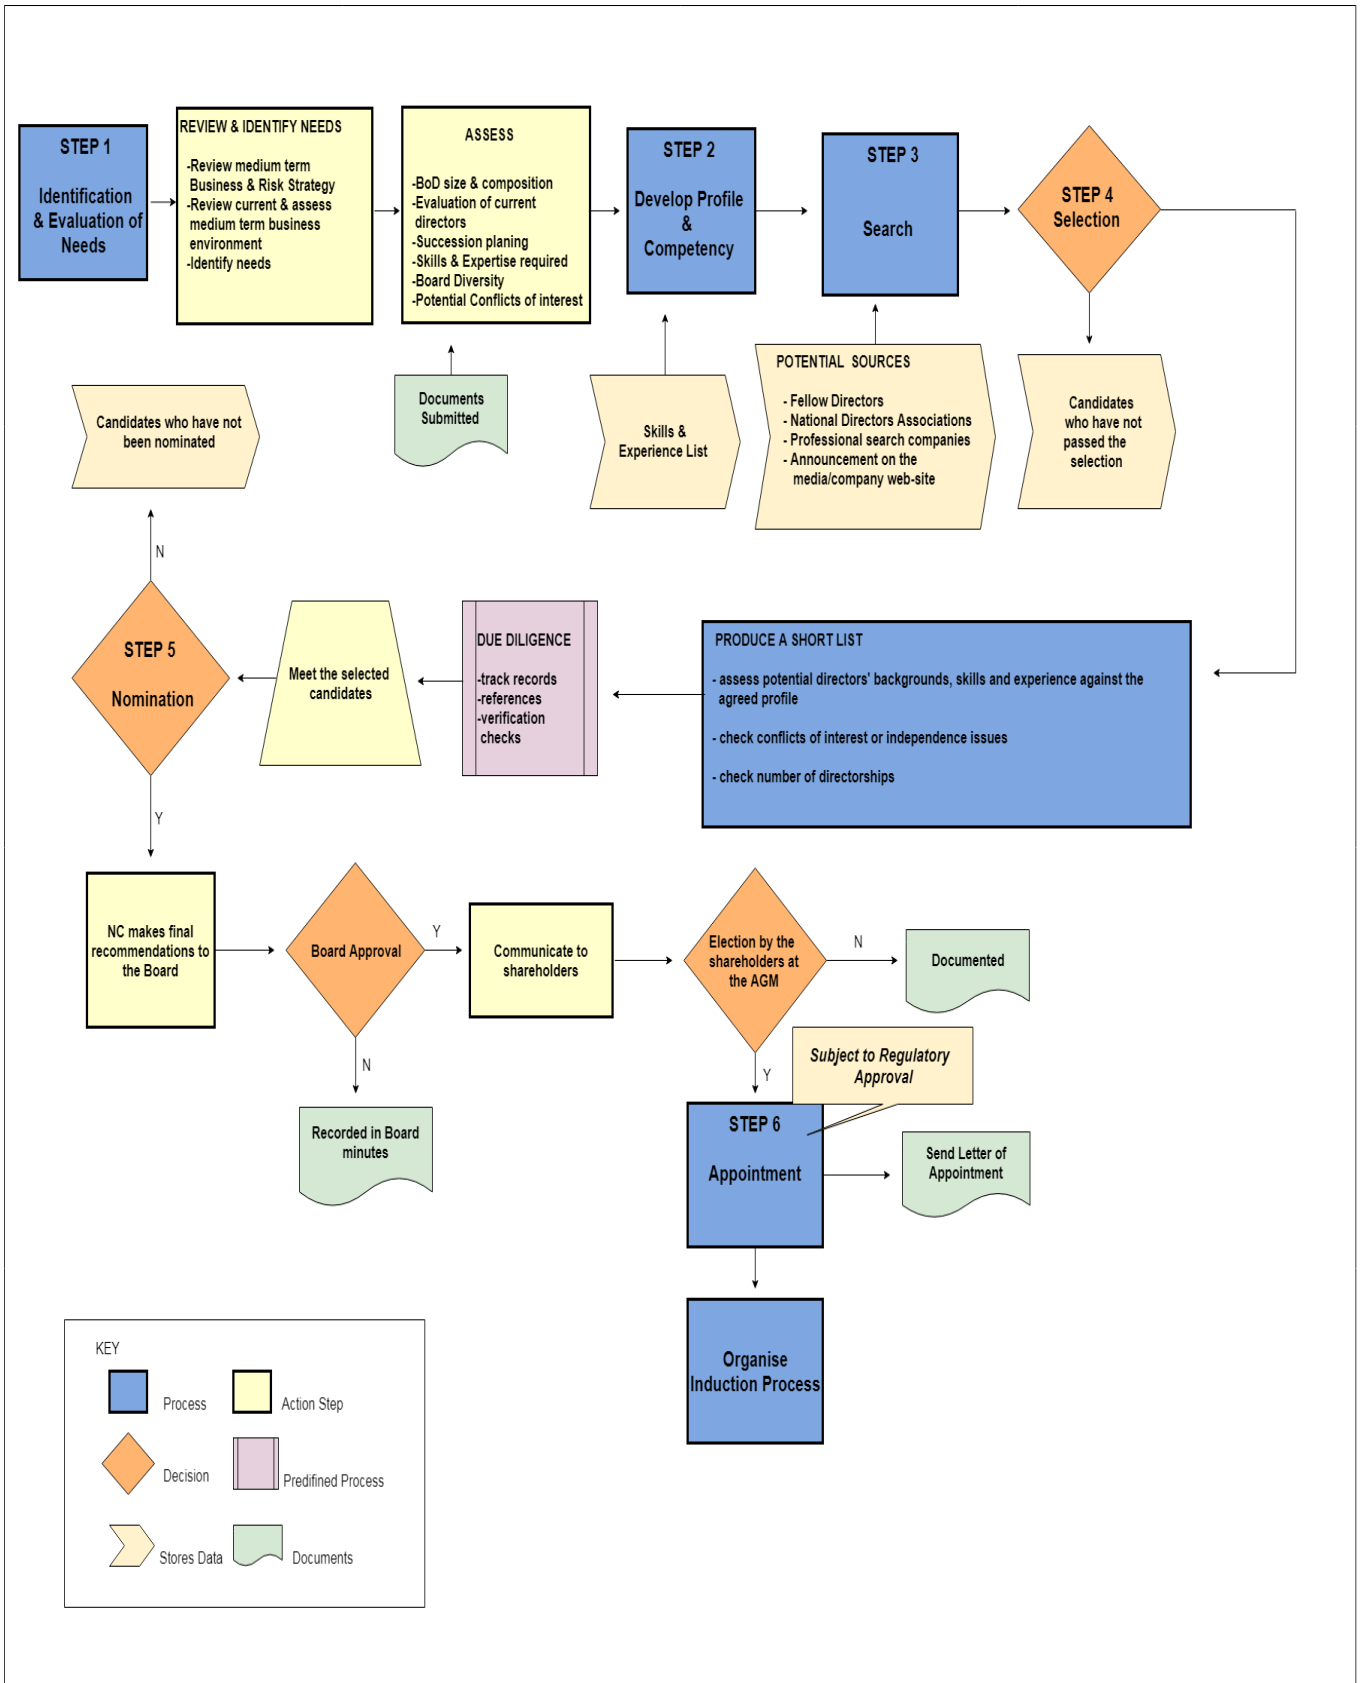 STEP 1
Identification
& Evaluation of
Needs
REVIEW & IDENTIFY NEEDS
-Review medium term
Business & Risk Strategy
-Review current & assess
medium term business
environment
-Identify needs
ASSESS
-BoD size & composition
-Evaluation of current
directors
-Succession planing
-Skills & Expertise required
-Board Diversity
-Potential Conflicts of interest
STEP 2
Develop Profile
&
Competency
STEP 3
Search
STEP 4
Selection
Documents
Submitted
Skills &
Experience List
POTENTIAL SOURCES
- Fellow Directors
- National Directors Associations
- Professional search companies
- Announcement on the
media/company web-site
Candidates
who have not
passed the
selection
Candidates who have not
been nominated
N
STEP 5
Nomination
Y
Meet the selected
candidates
DUE DILIGENCE
-track records
-references
-verification
checks
PRODUCE A SHORT LIST
- assess potential directors' backgrounds, skills and experience against the
agreed profile
- check conflicts of interest or independence issues
- check number of directorships
NC makes final
recommendations to
the Board
Board Approval
Y
N
Recorded in Board
minutes
Communicate to
shareholders
Election by the
shareholders at
the AGM
N
Documented
Y
Subject to Regulatory
Approval
STEP 6
Appointment
Send Letter of
Appointment
Organise
Induction Process
KEY
Process
Action Step
Decision
Predifined Process
Stores Data
Documents